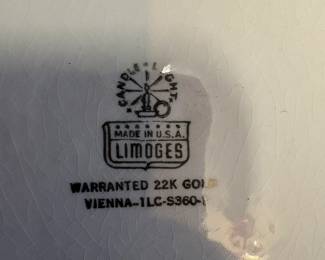 CANDLE-LIGHT
MADE IN U.S.A.
LIMOGES
WARRANTED 22K GOLD
VIENNA-1LC-S360-